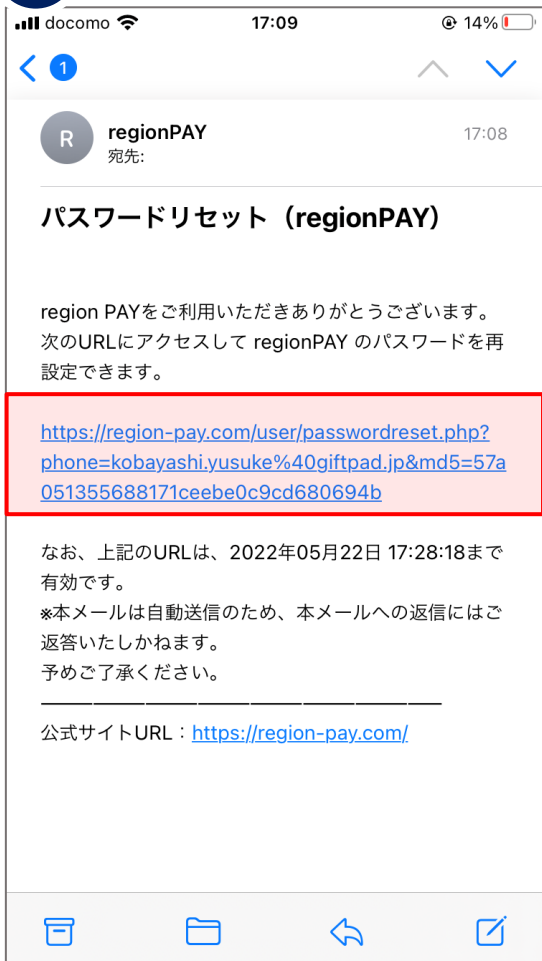 docomo 17:09 14%
1
R regionPAY 17:08
宛先:
パスワードリセット（regionPAY）
region PAYをご利用いただきありがとうございます。
次のURLにアクセスして regionPAY のパスワードを再
設定できます。
https://region-pay.com/user/passwordreset.php?
phone=kobayashi.yusuke%40giftpad.jp&md5=57a
051355688171ceebe0c9cd680694b
なお、上記のURLは、2022年05月22日 17:28:18まで
有効です。
※本メールは自動送信のため、本メールへの返信にはご
返答いたしかねます。
予めご了承ください。
公式サイトURL：https://region-pay.com/